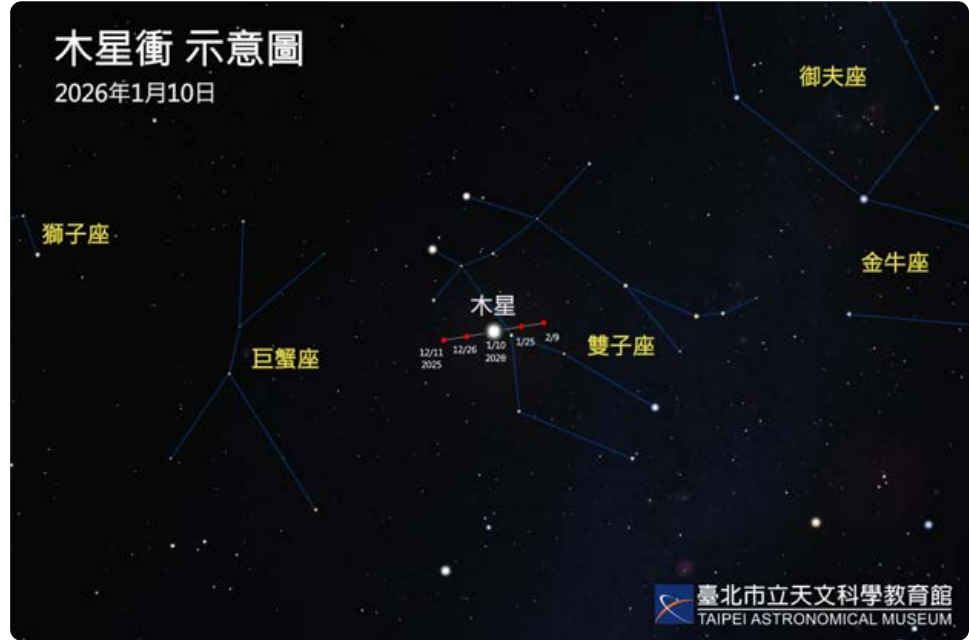 木星衝 示意圖
2026年1月10日
御夫座
獅子座
金牛座
木星
12/11
2025
12/26
1/10
2026
1/25
2/9
雙子座
巨蟹座
臺北市立天文科學教育館
TAIPEI ASTRONOMICAL MUSEUM